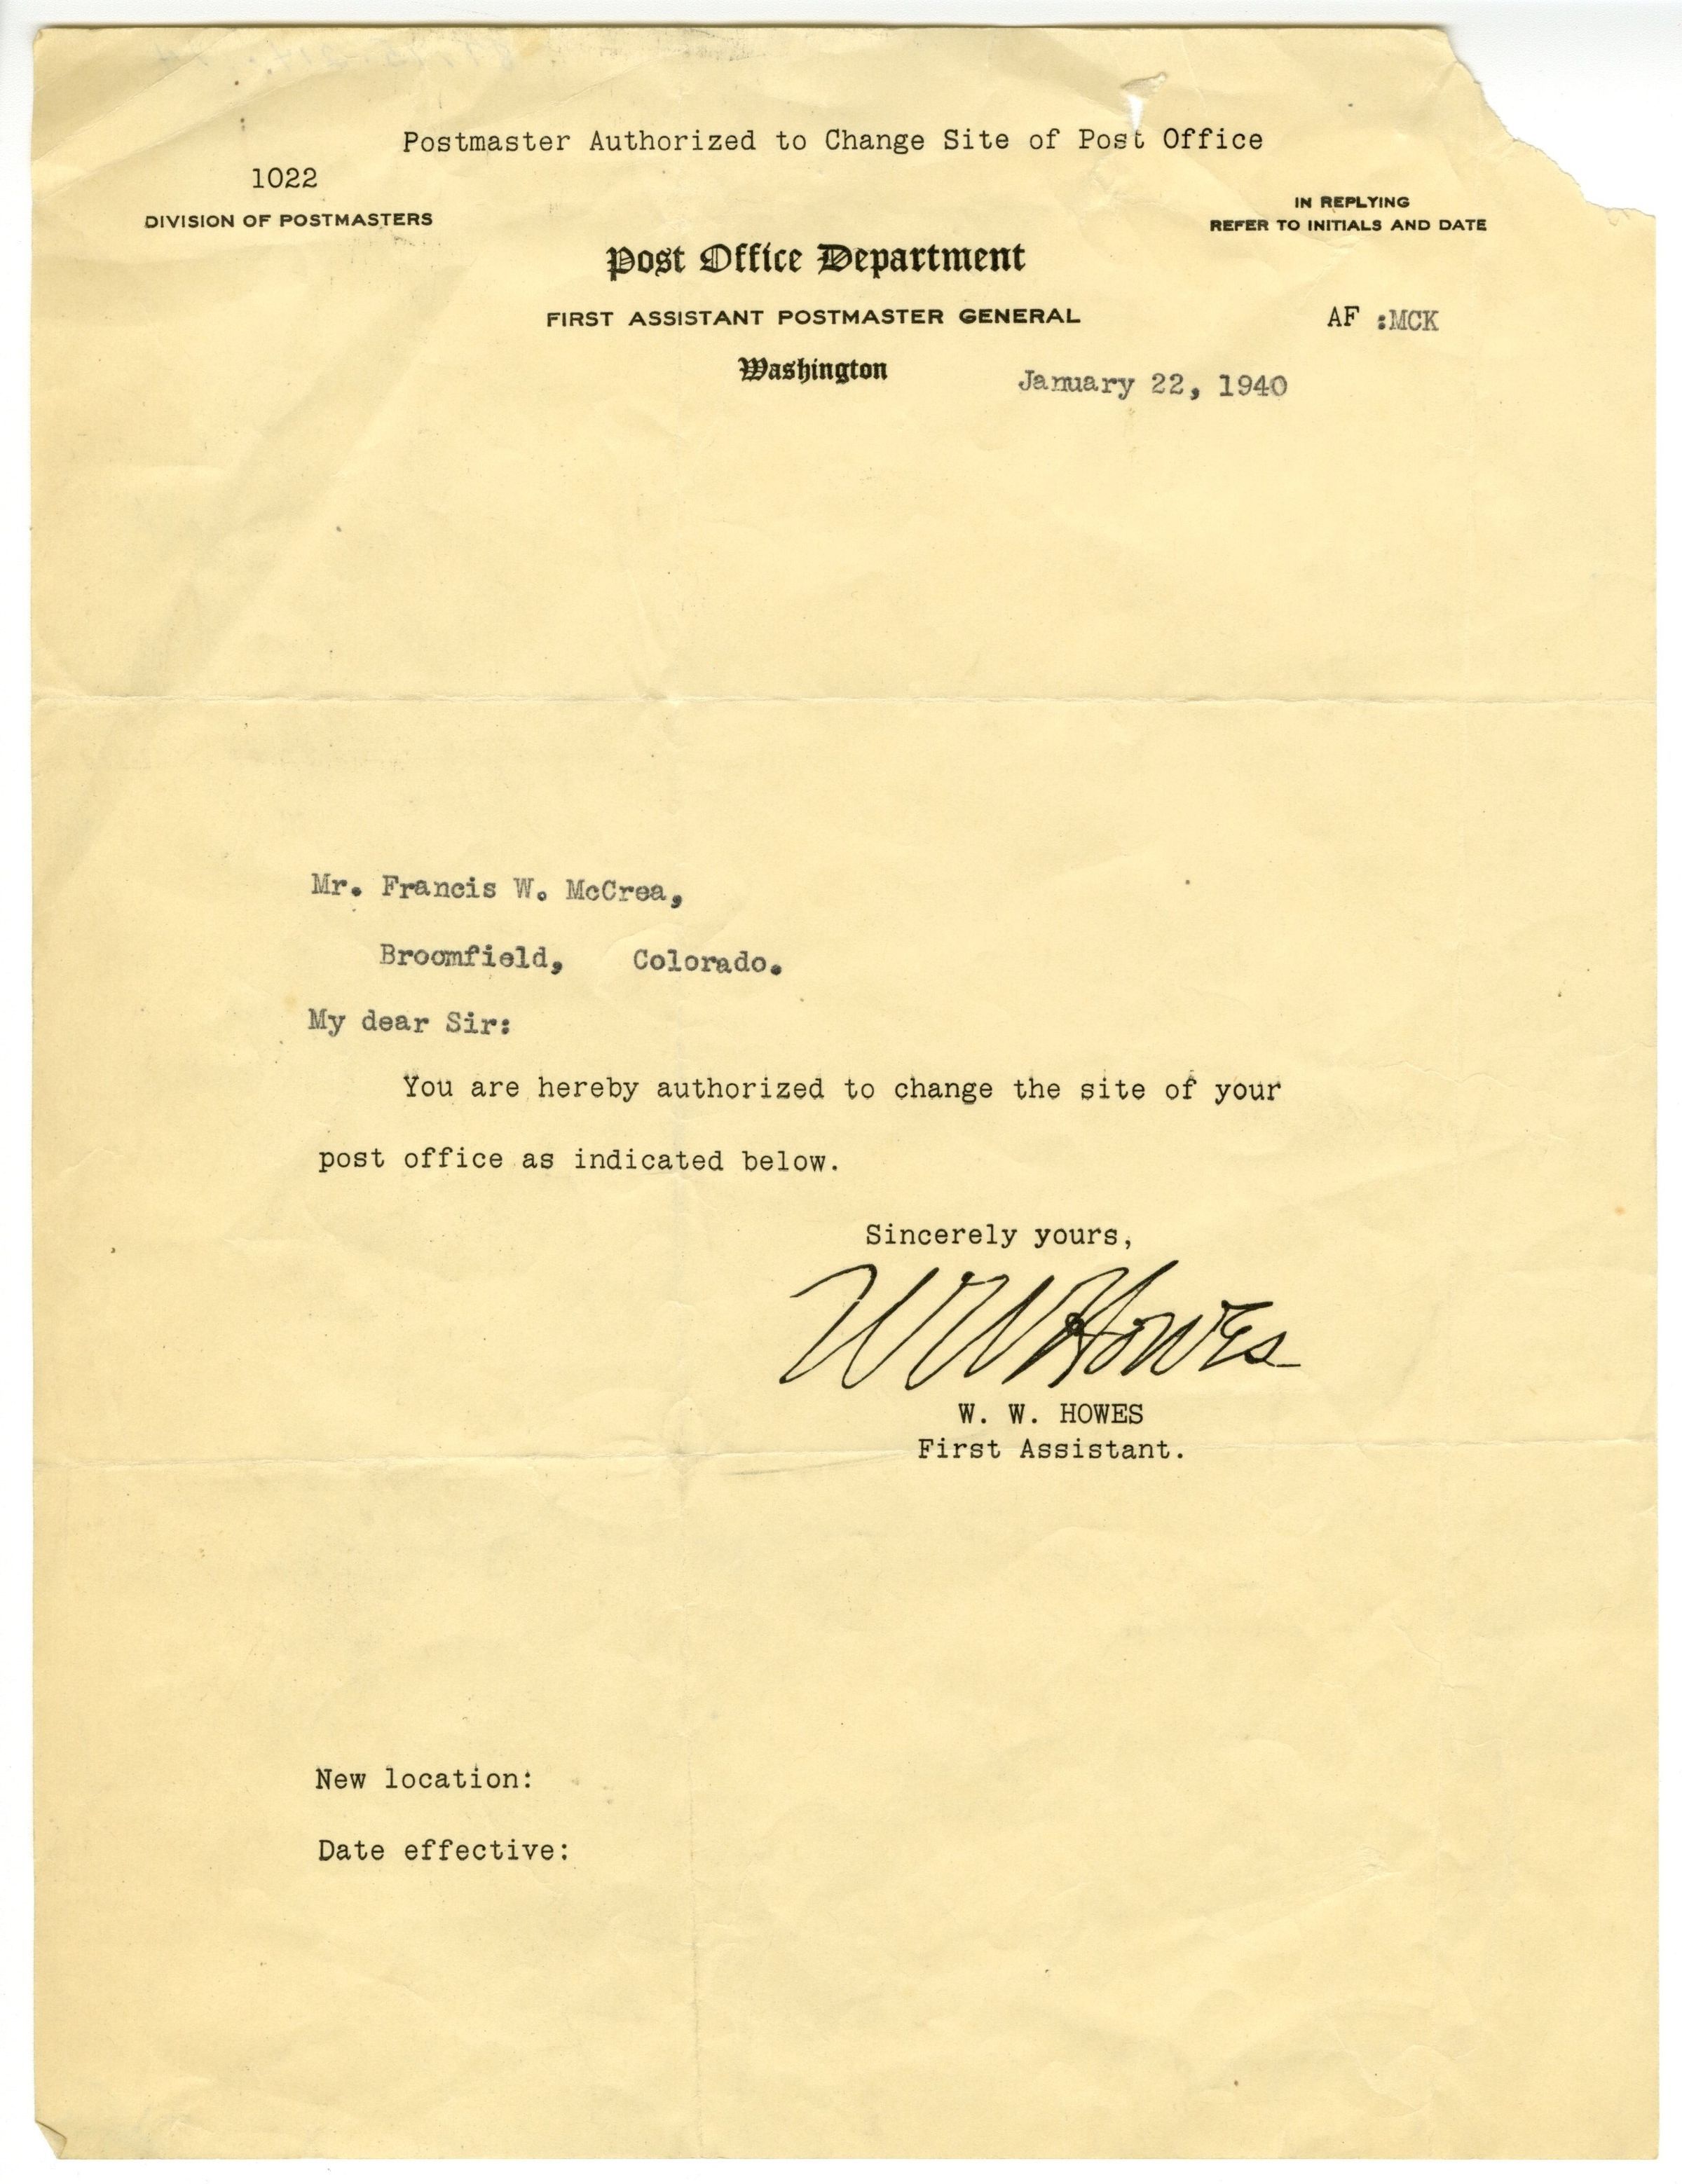 Postmaster Authorized to Change Site of Post Office
1022
DIVISION OF POSTMASTERS
IN REPLYING
REFER TO INITIALS AND DATE
Post Office Department
FIRST ASSISTANT POSTMASTER GENERAL
AF :MCK
Washington
January 22, 1940
Mr. Francis W. McCrea,
Broomfield, Colorado.
My dear Sir:
You are hereby authorized to change the site of your
post office as indicated below.
Sincerely yours,
W W Howes
W. W. HOWES
First Assistant.
New location:
Date effective: